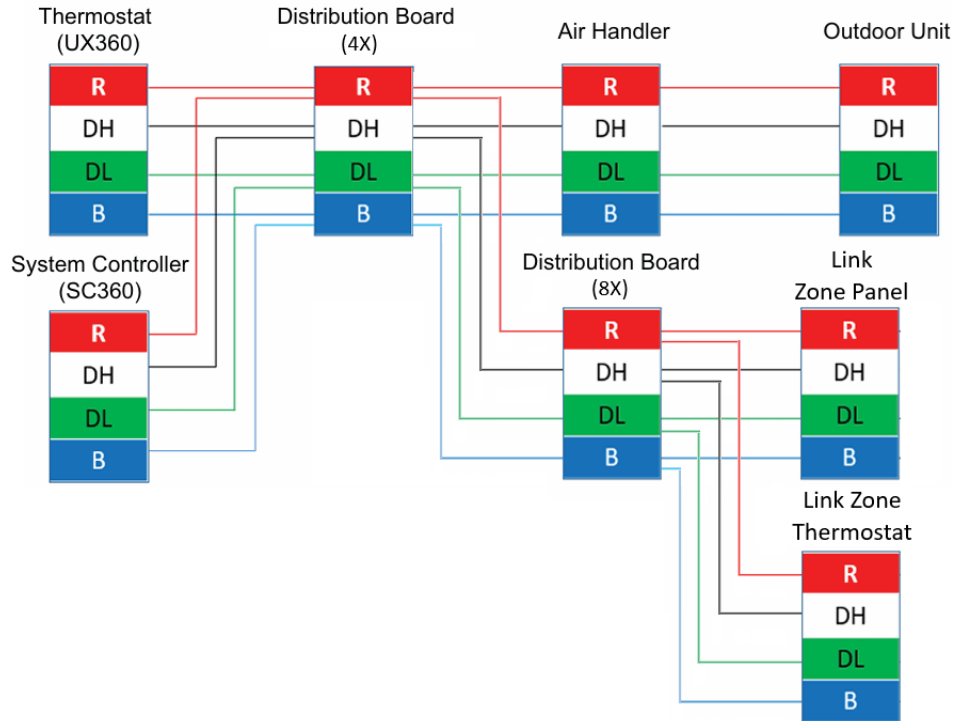 Thermostat
(UX360)
R
DH
DL
B
Distribution Board
(4X)
R
DH
DL
B
Air Handler
R
DH
DL
B
Outdoor Unit
R
DH
DL
B
System Controller
(SC360)
R
DH
DL
B
Distribution Board
(8X)
R
DH
DL
B
Link
Zone Panel
R
DH
DL
B
Link Zone
Thermostat
R
DH
DL
B